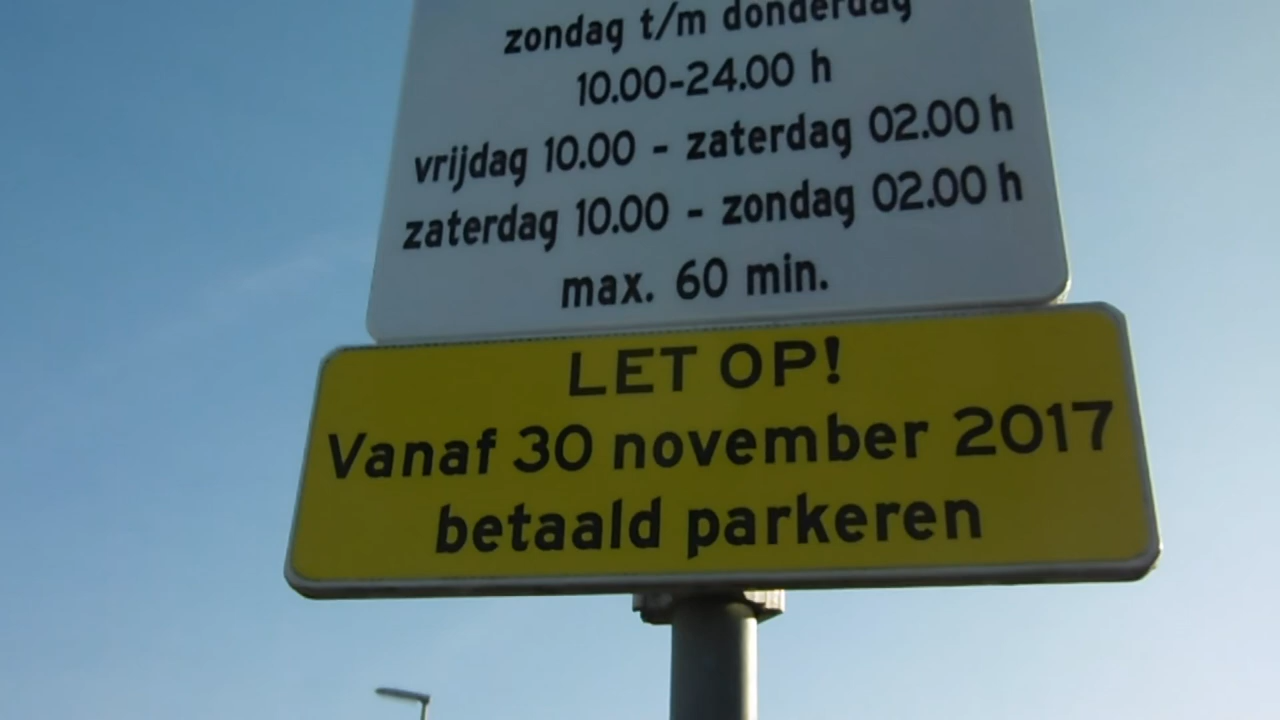 zondag t/m donderdag
10.00-24.00 h
vrijdag 10.00 - zaterdag 02.00 h
zaterdag 10.00 - zondag 02.00 h
max. 60 min.
LET OP!
Vanaf 30 november 2017
betaald parkeren